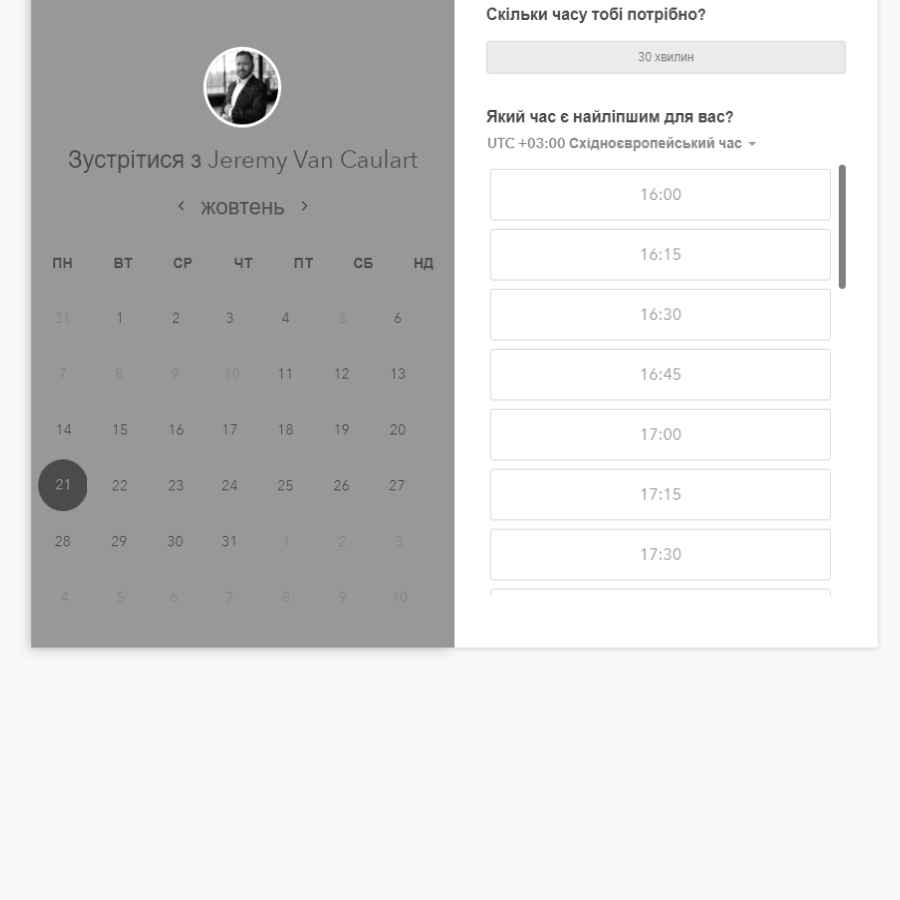 Зустрітися з Jeremy Van Caulart
жовтень
ПН ВТ СР ЧТ ПТ СБ НД
31 1 2 3 4 5 6
7 8 9 10 11 12 13
14 15 16 17 18 19 20
21 22 23 24 25 26 27
28 29 30 31 1 2 3
4 5 6 7 8 9 10
Скільки часу тобі потрібно?
30 хвилин
Який час є найліпшим для вас?
UTC +03:00 Східноєвропейський час
16:00
16:15
16:30
16:45
17:00
17:15
17:30